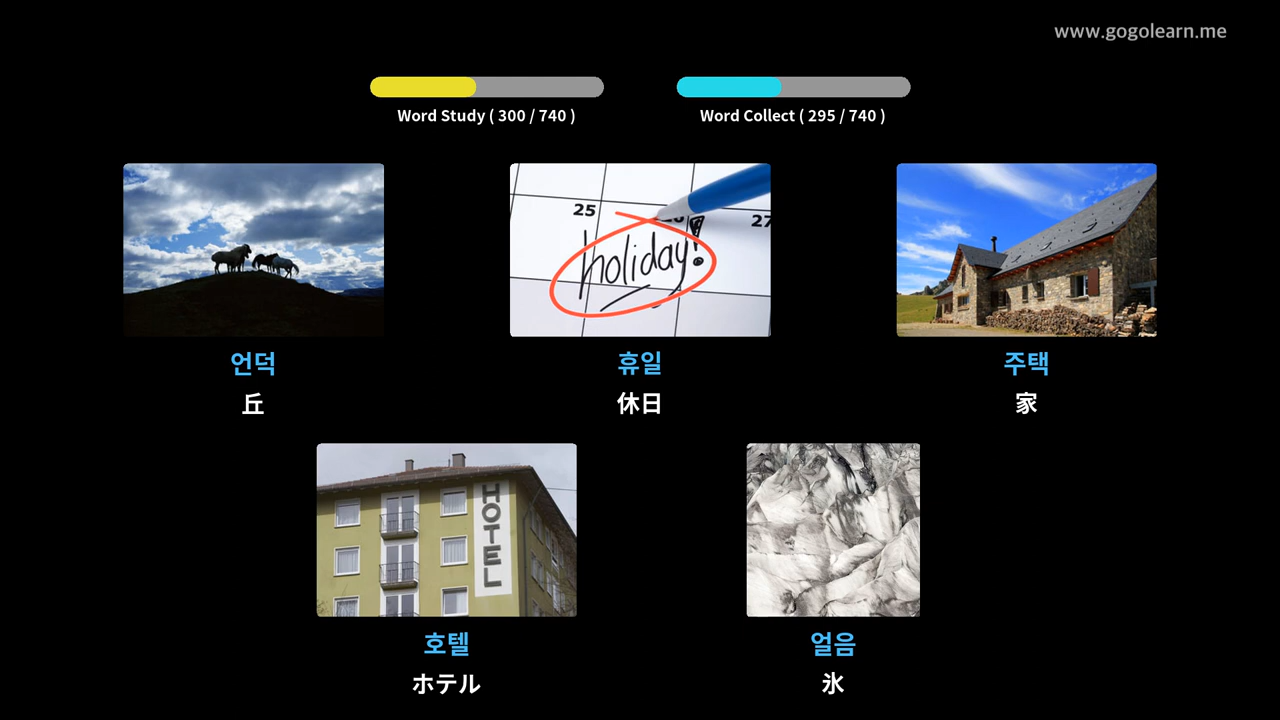 www.gogolearn.me
Word Study ( 300 / 740 )
Word Collect ( 295 / 740 )
25
27
holiday!
언덕
휴일
주택
丘
休日
家
HOTEL
호텔
얼음
ホテル
氷